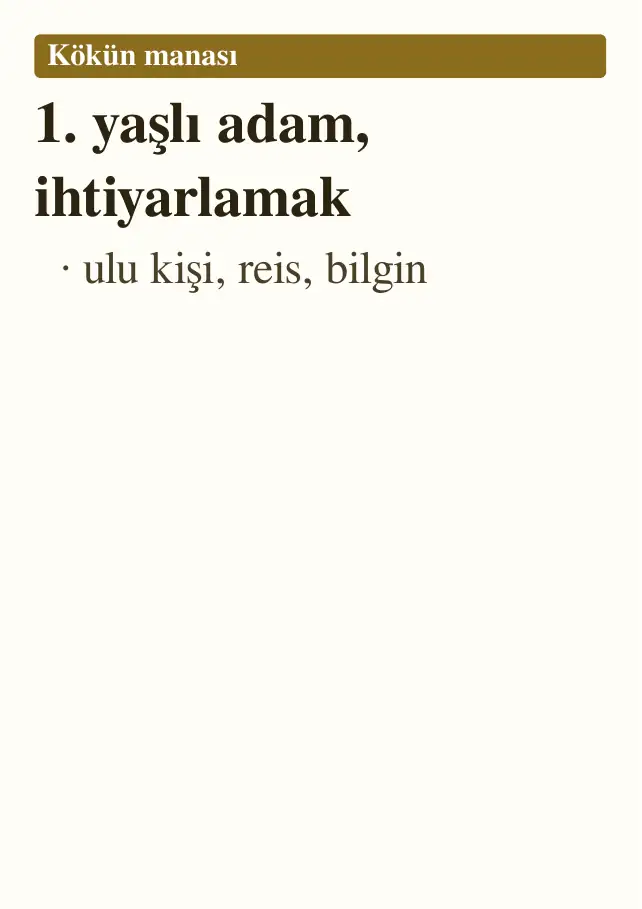 Kökün manası
1. yaşlı adam,
ihtiyarlamak
· ulu kişi, reis, bilgin